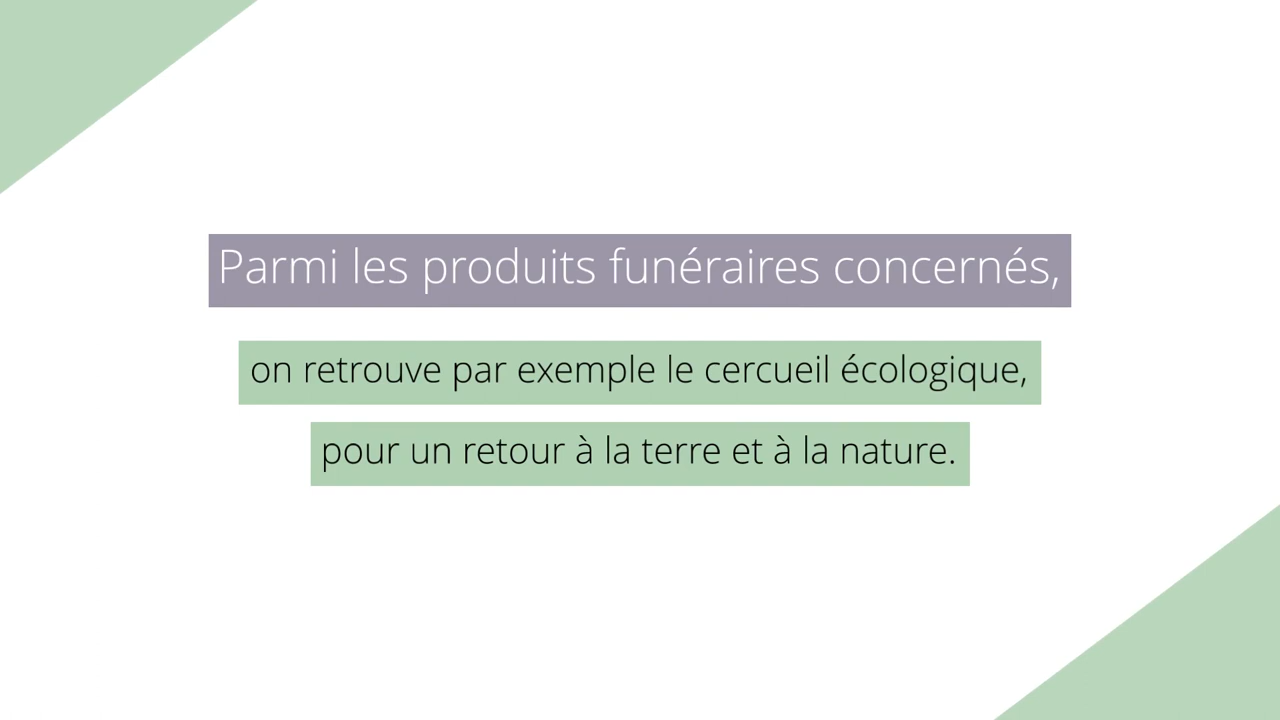 Parmi les produits funéraires concernés,
on retrouve par exemple le cercueil écologique,
pour un retour à la terre et à la nature.